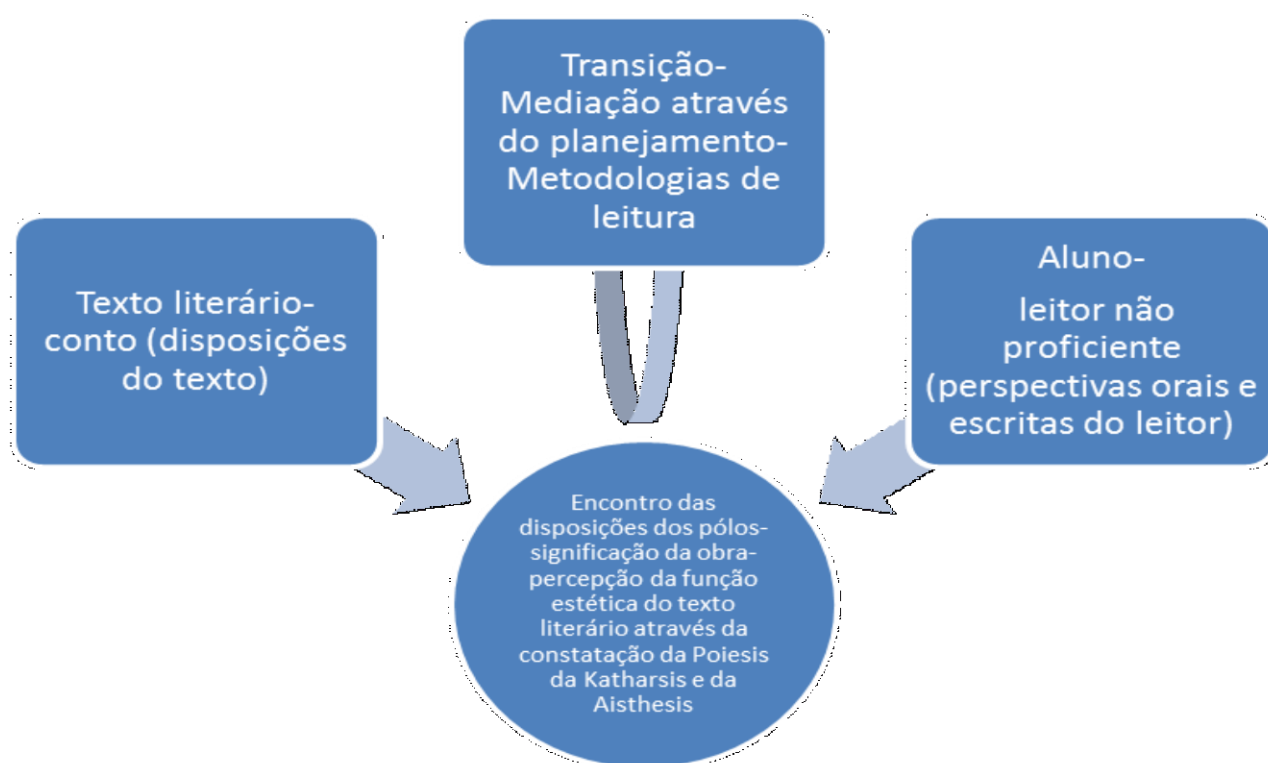 Transição-
Mediação através
do planejamento-
Metodologias de
leitura
Texto literário-
conto (disposições
do texto)
Aluno-
leitor não
proficiente
(perspectivas orais e
escritas do leitor)
Encontro das
disposições dos pólos-
significação da obra-
percepção da função
estética do texto
literário através da
constatação da Poiesis
da Katharsis e da
Aisthesis